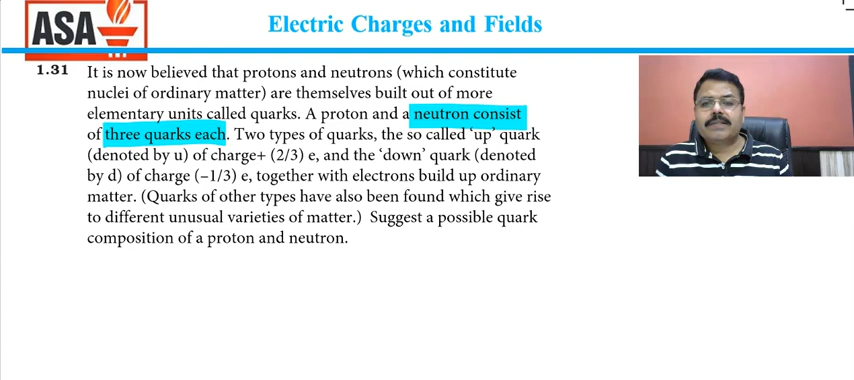 ASA
Electric Charges and Fields
1.31 It is now believed that protons and neutrons (which constitute
nuclei of ordinary matter) are themselves built out of more
elementary units called quarks. A proton and a neutron consist
of three quarks each. Two types of quarks, the so called ‘up’ quark
(denoted by u) of charge+ (2/3) e, and the ‘down’ quark (denoted
by d) of charge (–1/3) e, together with electrons build up ordinary
matter. (Quarks of other types have also been found which give rise
to different unusual varieties of matter.) Suggest a possible quark
composition of a proton and neutron.